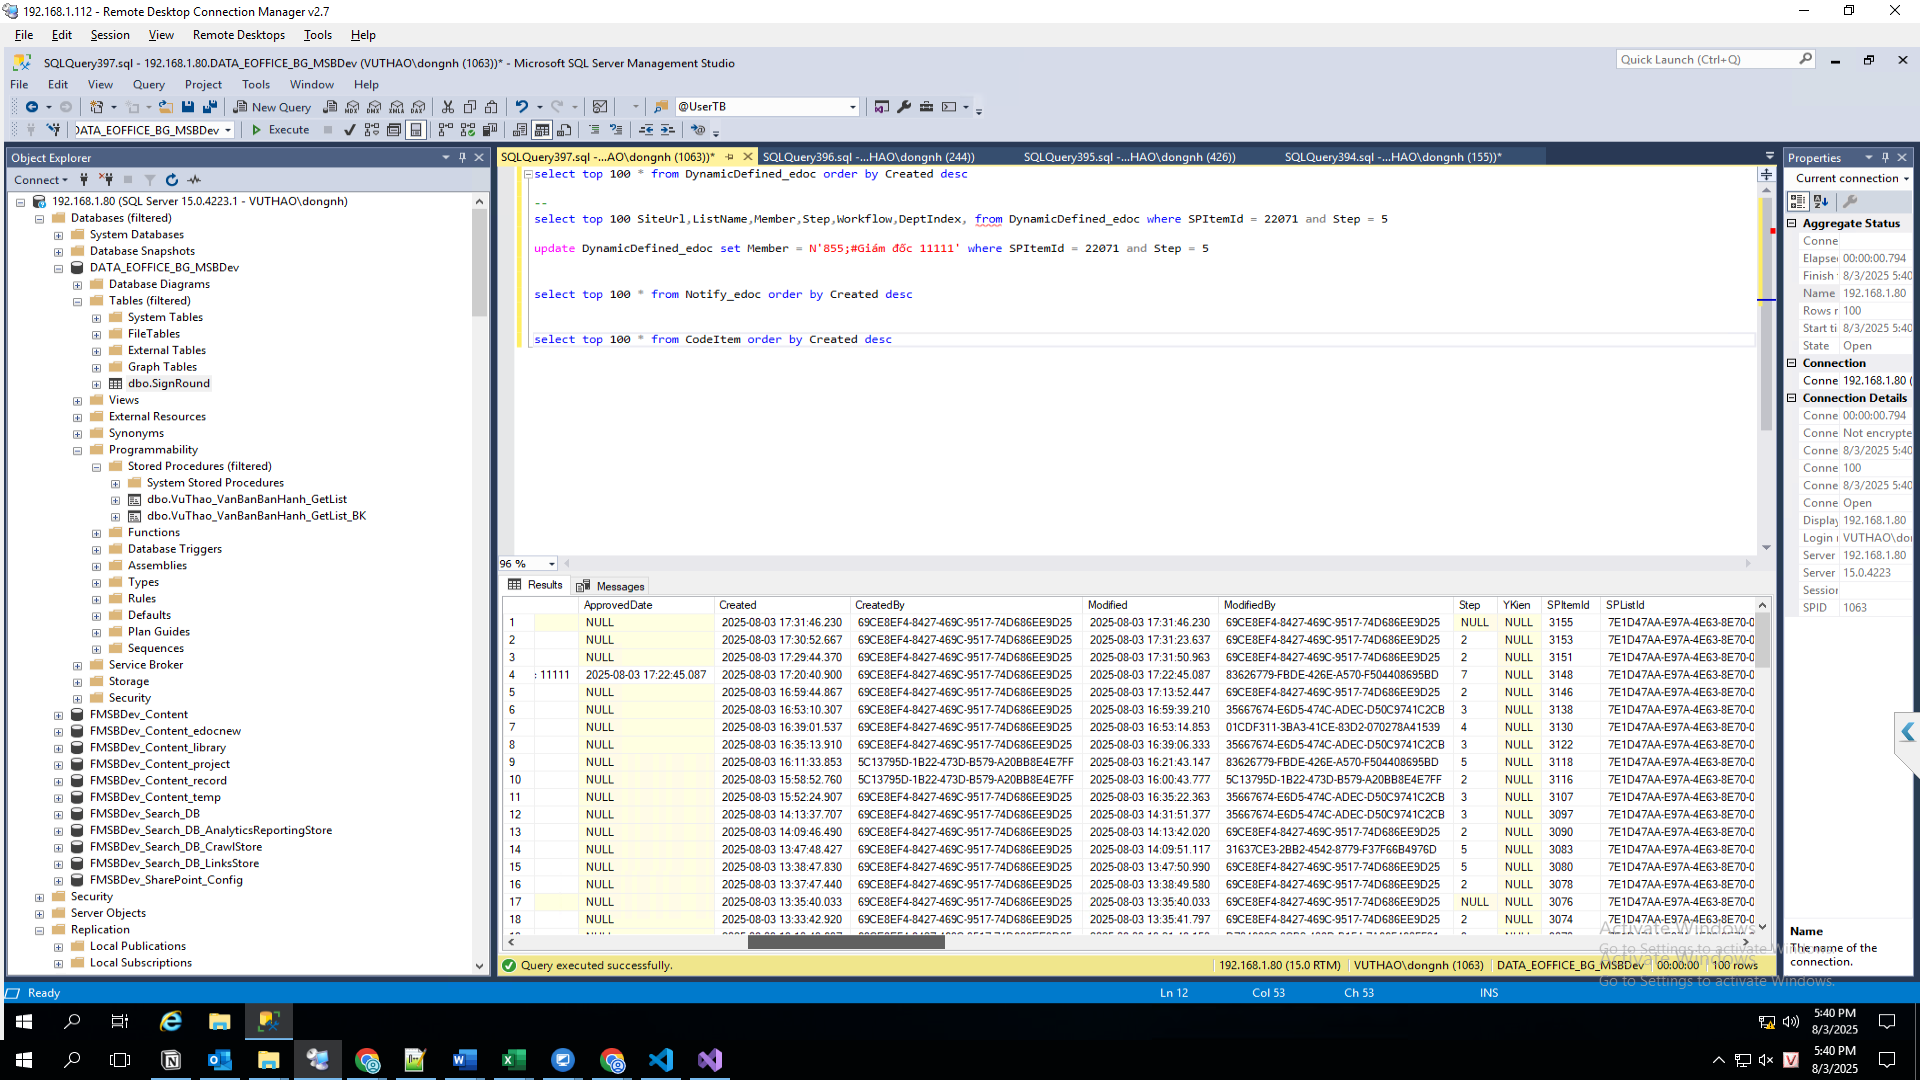 192.168.1.112 - Remote Desktop Connection Manager v2.7
File Edit Session View Remote Desktops Tools Help
SQLQuery397.sql - 192.168.1.80.DATA_EOFFICE_BG_MSBDev (VUTHAO\dongnh (1063))* - Microsoft SQL Server Management Studio
Quick Launch (Ctrl+Q)
File Edit View Query Project Tools Window Help
New Query @UserTB
DATA_EOFFICE_BG_MSBDev Execute
Object Explorer
Connect
192.168.1.80 (SQL Server 15.0.4223.1 - VUTHAO\dongnh)
Databases (filtered)
System Databases
Database Snapshots
DATA_EOFFICE_BG_MSBDev
Database Diagrams
Tables (filtered)
System Tables
FileTables
External Tables
Graph Tables
dbo.SignRound
Views
External Resources
Synonyms
Programmability
Stored Procedures (filtered)
System Stored Procedures
dbo.VuThao_VanBanBanHanh_GetList
dbo.VuThao_VanBanBanHanh_GetList_BK
Functions
Database Triggers
Assemblies
Types
Rules
Defaults
Plan Guides
Sequences
Service Broker
Storage
Security
FMSBDev_Content
FMSBDev_Content_edocnew
FMSBDev_Content_library
FMSBDev_Content_project
FMSBDev_Content_record
FMSBDev_Content_temp
FMSBDev_Search_DB
FMSBDev_Search_DB_AnalyticsReportingStore
FMSBDev_Search_DB_CrawlStore
FMSBDev_Search_DB_LinksStore
FMSBDev_SharePoint_Config
Security
Server Objects
Replication
Local Publications
Local Subscriptions
SQLQuery397.sql -...AO\dongnh (1063))* SQLQuery396.sql -...HAO\dongnh (244)) SQLQuery395.sql -...HAO\dongnh (426)) SQLQuery394.sql -...HAO\dongnh (155))*
select top 100 * from DynamicDefined_edoc order by Created desc
--
select top 100 SiteUrl,ListName,Member,Step,Workflow,DeptIndex, from DynamicDefined_edoc where SPItemId = 22071 and Step = 5
update DynamicDefined_edoc set Member = N'855;#Giám đốc 11111' where SPItemId = 22071 and Step = 5
select top 100 * from Notify_edoc order by Created desc
select top 100 * from CodeItem order by Created desc
96 %
Results Messages
ApprovedDate Created CreatedBy Modified ModifiedBy Step YKien SPItemId SPListId
1 NULL 2025-08-03 17:31:46.230 69CE8EF4-8427-469C-9517-74D686EE9D25 2025-08-03 17:31:46.230 69CE8EF4-8427-469C-9517-74D686EE9D25 NULL NULL 3155 7E1D47AA-E97A-4E63-8E70-0
2 NULL 2025-08-03 17:30:52.667 69CE8EF4-8427-469C-9517-74D686EE9D25 2025-08-03 17:31:23.637 69CE8EF4-8427-469C-9517-74D686EE9D25 2 NULL 3153 7E1D47AA-E97A-4E63-8E70-0
3 NULL 2025-08-03 17:29:44.370 69CE8EF4-8427-469C-9517-74D686EE9D25 2025-08-03 17:31:50.963 69CE8EF4-8427-469C-9517-74D686EE9D25 2 NULL 3151 7E1D47AA-E97A-4E63-8E70-0
4 : 11111 2025-08-03 17:22:45.087 2025-08-03 17:20:40.900 69CE8EF4-8427-469C-9517-74D686EE9D25 2025-08-03 17:22:45.087 83626779-FBDE-426E-A570-F504408695BD 7 NULL 3148 7E1D47AA-E97A-4E63-8E70-0
5 NULL 2025-08-03 16:59:44.867 69CE8EF4-8427-469C-9517-74D686EE9D25 2025-08-03 17:13:52.447 69CE8EF4-8427-469C-9517-74D686EE9D25 2 NULL 3146 7E1D47AA-E97A-4E63-8E70-0
6 NULL 2025-08-03 16:53:10.307 69CE8EF4-8427-469C-9517-74D686EE9D25 2025-08-03 16:59:39.210 35667674-E6D5-474C-ADEC-D50C9741C2CB 3 NULL 3138 7E1D47AA-E97A-4E63-8E70-0
7 NULL 2025-08-03 16:39:01.537 69CE8EF4-8427-469C-9517-74D686EE9D25 2025-08-03 16:53:14.853 01CDF311-3BA3-41CE-83D2-070278A41539 4 NULL 3130 7E1D47AA-E97A-4E63-8E70-0
8 NULL 2025-08-03 16:35:13.910 69CE8EF4-8427-469C-9517-74D686EE9D25 2025-08-03 16:39:06.333 35667674-E6D5-474C-ADEC-D50C9741C2CB 3 NULL 3122 7E1D47AA-E97A-4E63-8E70-0
9 NULL 2025-08-03 16:11:33.853 5C13795D-1B22-473D-B579-A20BB8E4E7FF 2025-08-03 16:21:43.147 83626779-FBDE-426E-A570-F504408695BD 5 NULL 3118 7E1D47AA-E97A-4E63-8E70-0
10 NULL 2025-08-03 15:58:52.760 5C13795D-1B22-473D-B579-A20BB8E4E7FF 2025-08-03 16:00:43.777 5C13795D-1B22-473D-B579-A20BB8E4E7FF 2 NULL 3116 7E1D47AA-E97A-4E63-8E70-0
11 NULL 2025-08-03 15:52:24.907 69CE8EF4-8427-469C-9517-74D686EE9D25 2025-08-03 16:35:22.363 35667674-E6D5-474C-ADEC-D50C9741C2CB 3 NULL 3107 7E1D47AA-E97A-4E63-8E70-0
12 NULL 2025-08-03 14:13:37.707 69CE8EF4-8427-469C-9517-74D686EE9D25 2025-08-03 14:31:51.377 35667674-E6D5-474C-ADEC-D50C9741C2CB 3 NULL 3097 7E1D47AA-E97A-4E63-8E70-0
13 NULL 2025-08-03 14:09:46.490 69CE8EF4-8427-469C-9517-74D686EE9D25 2025-08-03 14:13:42.020 69CE8EF4-8427-469C-9517-74D686EE9D25 2 NULL 3090 7E1D47AA-E97A-4E63-8E70-0
14 NULL 2025-08-03 13:47:48.427 69CE8EF4-8427-469C-9517-74D686EE9D25 2025-08-03 14:09:51.117 31637CE3-2BB2-4542-8779-F37F66B4976D 5 NULL 3083 7E1D47AA-E97A-4E63-8E70-0
15 NULL 2025-08-03 13:38:47.830 69CE8EF4-8427-469C-9517-74D686EE9D25 2025-08-03 13:47:50.990 69CE8EF4-8427-469C-9517-74D686EE9D25 5 NULL 3080 7E1D47AA-E97A-4E63-8E70-0
16 NULL 2025-08-03 13:37:47.440 69CE8EF4-8427-469C-9517-74D686EE9D25 2025-08-03 13:38:49.580 69CE8EF4-8427-469C-9517-74D686EE9D25 2 NULL 3078 7E1D47AA-E97A-4E63-8E70-0
17 NULL 2025-08-03 13:35:40.033 69CE8EF4-8427-469C-9517-74D686EE9D25 2025-08-03 13:35:40.033 69CE8EF4-8427-469C-9517-74D686EE9D25 NULL NULL 3076 7E1D47AA-E97A-4E63-8E70-0
18 NULL 2025-08-03 13:33:42.920 69CE8EF4-8427-469C-9517-74D686EE9D25 2025-08-03 13:35:41.797 69CE8EF4-8427-469C-9517-74D686EE9D25 2 NULL 3074 7E1D47AA-E97A-4E63-8E70-0
Query executed successfully. 192.168.1.80 (15.0 RTM) VUTHAO\dongnh (1063) DATA_EOFFICE_BG_MSBDev 00:00:00 100 rows
Properties
Current connection
Aggregate Status
Conne
Elapse 00:00:00.794
Finish 8/3/2025 5:40
Name 192.168.1.80
Rows r 100
Start ti 8/3/2025 5:40
State Open
Connection
Conne 192.168.1.80 (
Connection Details
Conne 00:00:00.794
Conne Not encrypte
Conne 8/3/2025 5:40
Conne 100
Conne 8/3/2025 5:40
Conne Open
Display 192.168.1.80
Login VUTHAO\do
Server 192.168.1.80
Server 15.0.4223
Session
SPID 1063
Name
The name of the
connection.
Activate Windows
Go to Settings to activate Windows.
Activate Windows
Go to Settings to activate Windows.
Ready Ln 12 Col 53 Ch 53 INS
5:40 PM
8/3/2025
5:40 PM
8/3/2025